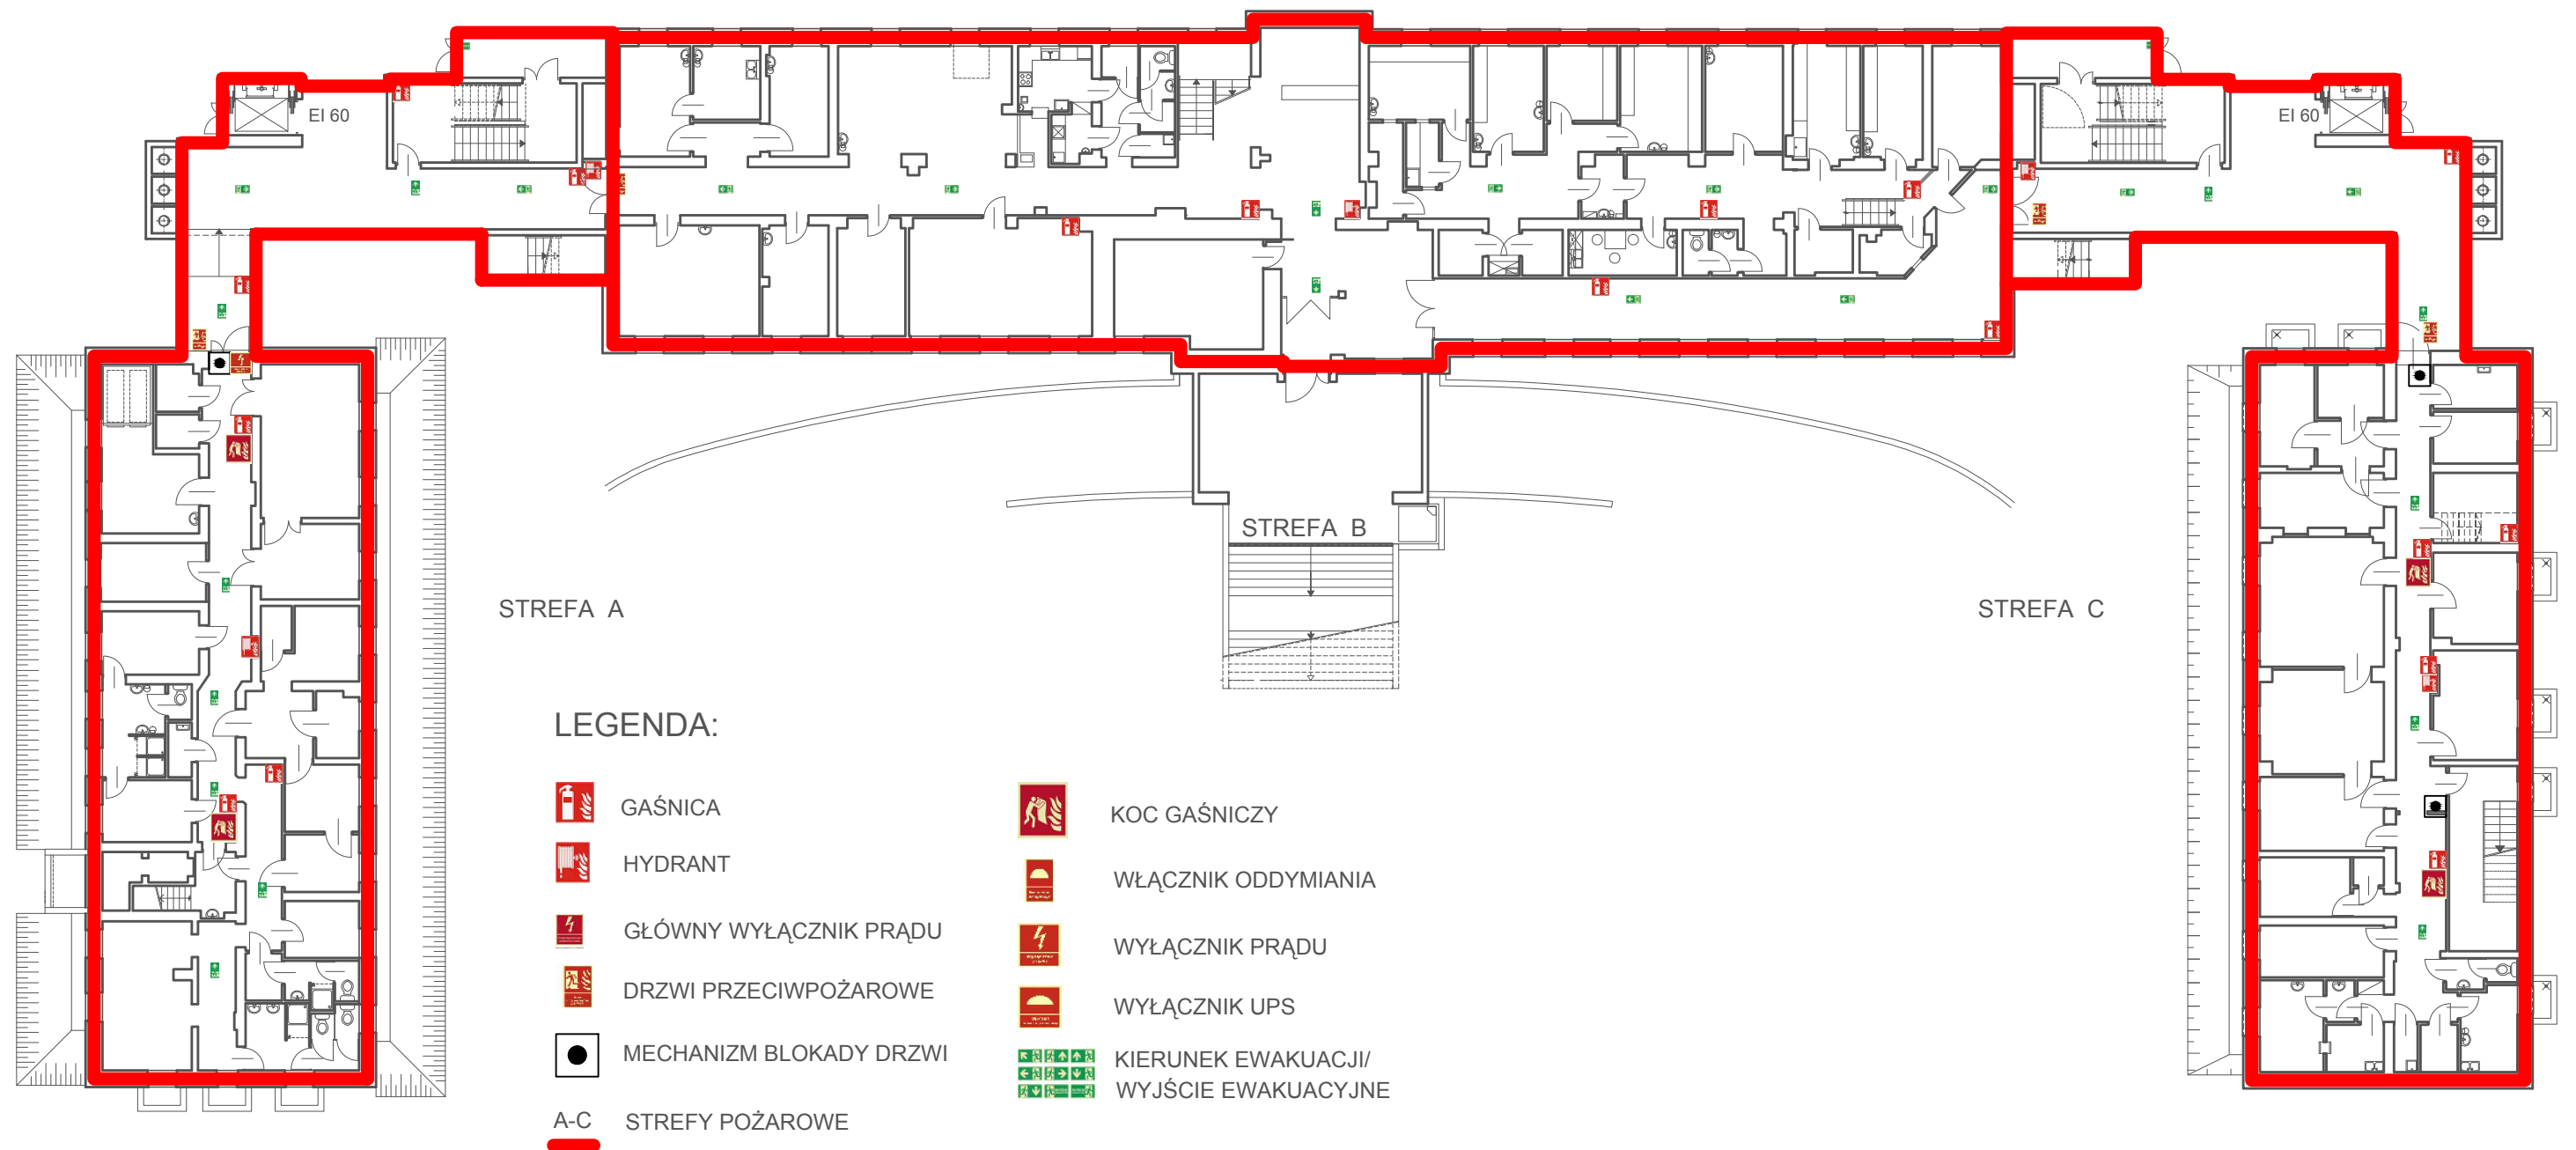 EI 60
EI 60
STREFA B
STREFA A
STREFA C
LEGENDA:
GAŚNICA
HYDRANT
GŁÓWNY WYŁĄCZNIK PRĄDU
DRZWI PRZECIWPOŻAROWE
MECHANIZM BLOKADY DRZWI
A-C STREFY POŻAROWE
KOC GAŚNICZY
WŁĄCZNIK ODDYMIANIA
WYŁĄCZNIK PRĄDU
WYŁĄCZNIK UPS
KIERUNEK EWAKUACJI/
WYJŚCIE EWAKUACYJNE